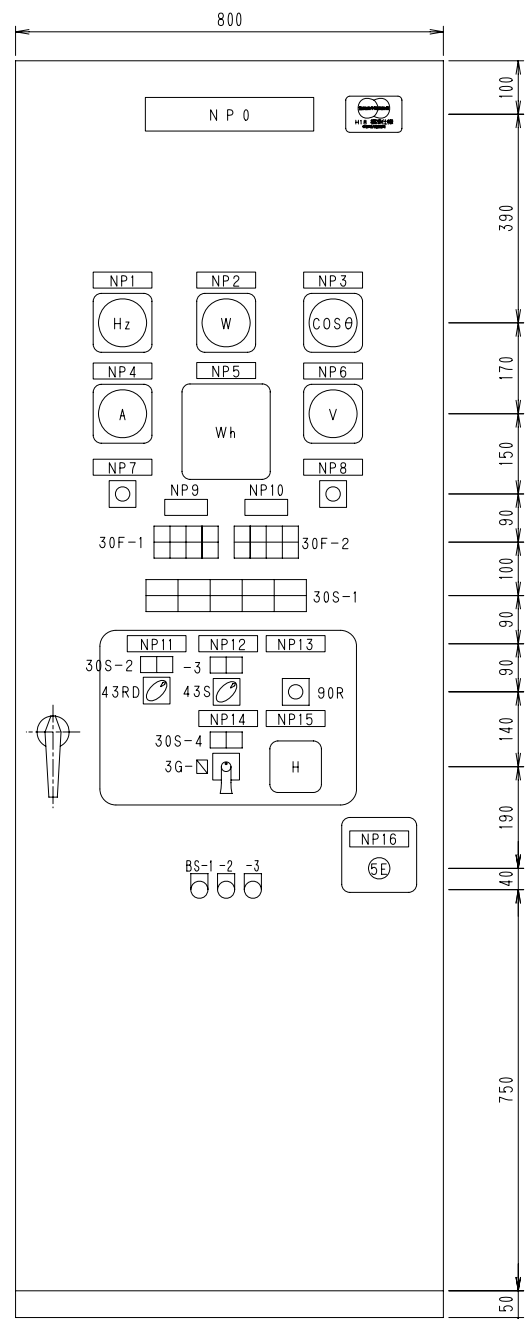 800
NP0
100
390
NP1 NP2 NP3
Hz W COSθ
170
NP4 NP5 NP6
A Wh V
150
NP7 NP8
NP9 NP10
90
30F-1 30F-2
100
30S-1
90
NP11 NP12 NP13
30S-2 -3
90
43RD 43S 90R
NP14 NP15
140
30S-4
3G- H
190
NP16
5E
BS-1 -2 -3
40
750
50